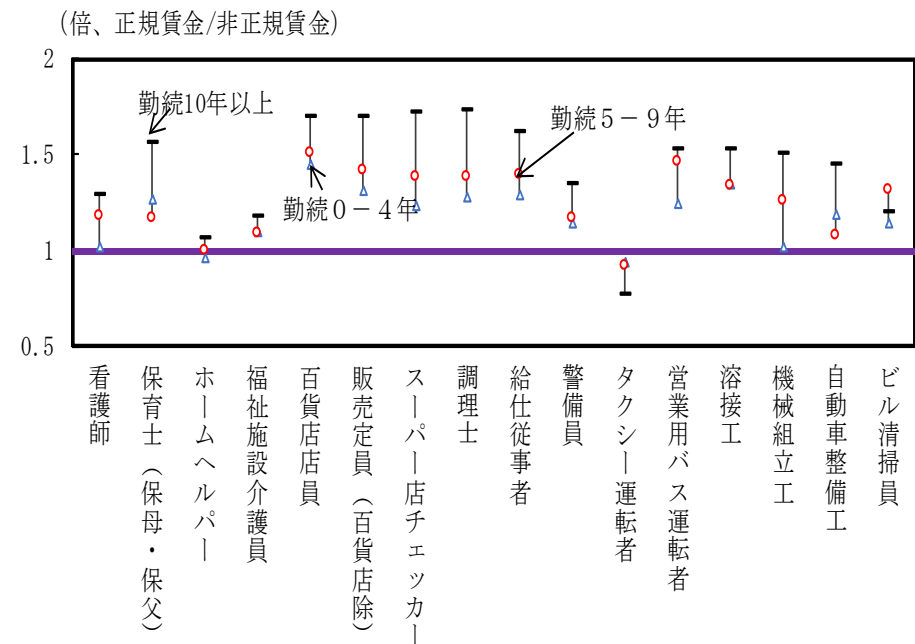 (倍、正規賃金/非正規賃金)
2
1.5
1
0.5
勤続10年以上
勤続5-9年
勤続0-4年
看護師
保育士(保母・保父)
ホームヘルパー
福祉施設介護員
百貨店店員
販売定員(百貨店除)
スーパー店チェッカー
調理士
給仕従事者
警備員
タクシー運転者
営業用バス運転者
溶接工
機械組立工
自動車整備工
ビル清掃員